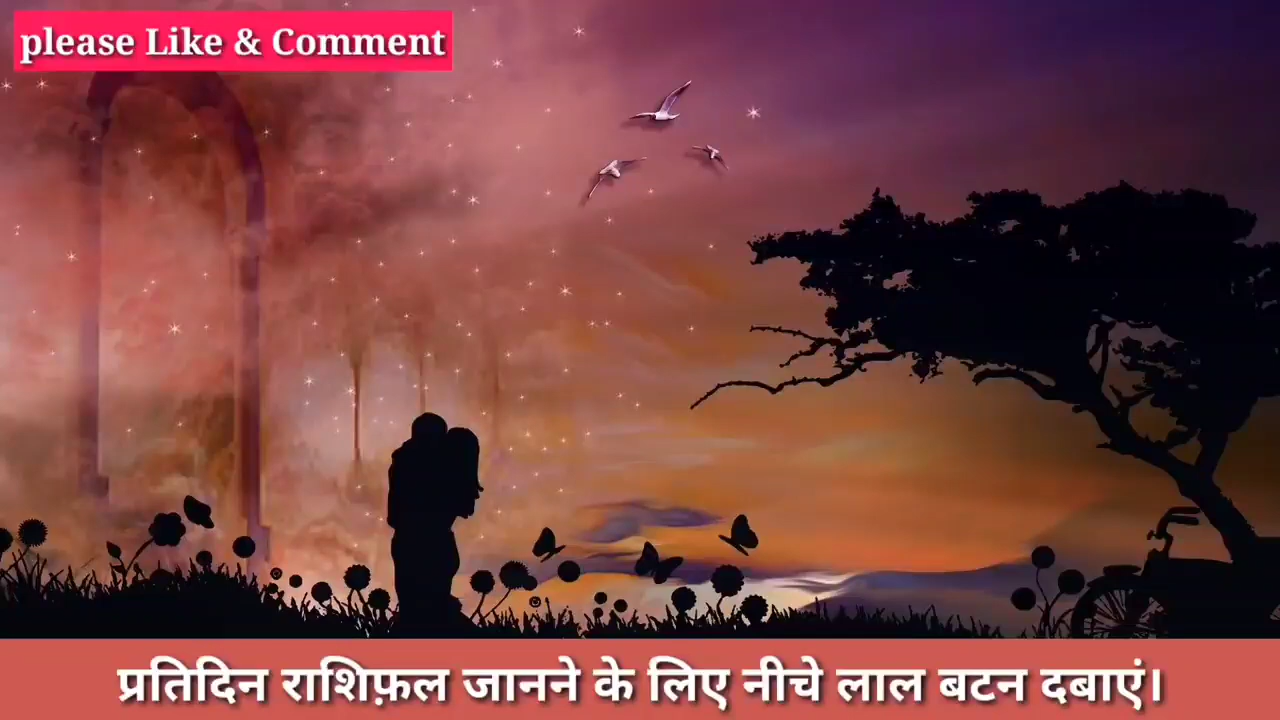 please Like & Comment
प्रतिदिन राशिफ़ल जानने के लिए नीचे लाल बटन दबाएं।